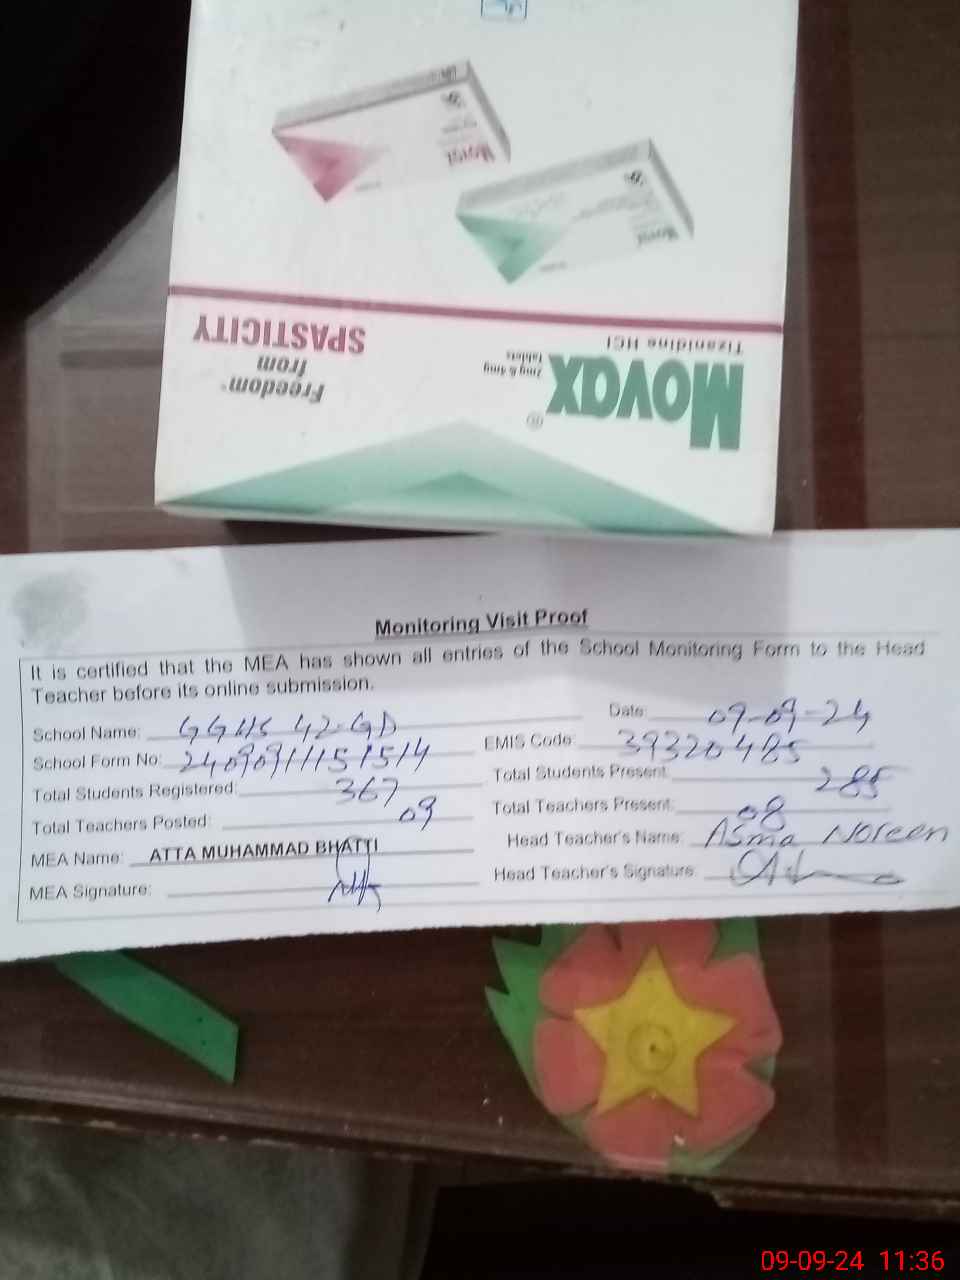 Movax
Movax
Freedom from
SPASTICITY
MOVAX®
2mg & 4mg Tablets
Tizanidine HCl
Monitoring Visit Proof
It is certified that the MEA has shown all entries of the School Monitoring Form to the Head
Teacher before its online submission.
School Name: GGHS 42-GD Date: 09-09-24
School Form No: 24090911151514 EMIS Code: 39320485
Total Students Registered: 367 Total Students Present: 285
Total Teachers Posted: 09 Total Teachers Present: 08
MEA Name: ATTA MUHAMMAD BHATTI Head Teacher's Name: Asma Noreen
MEA Signature: Head Teacher's Signature:
09-09-24 11:36